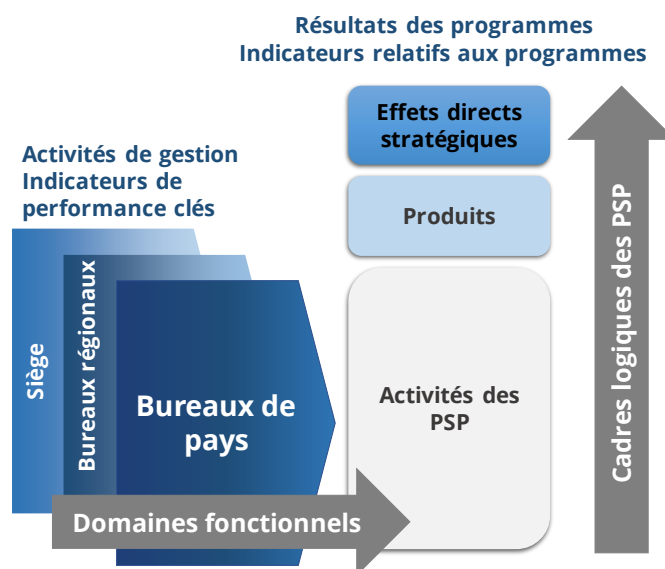 Résultats des programmes
Indicateurs relatifs aux programmes
Effets directs
stratégiques
Activités de gestion
Indicateurs de
performance clés
Produits
Siège
Bureaux régionaux
Bureaux de
pays
Activités des
PSP
Domaines fonctionnels
Cadres logiques des PSP